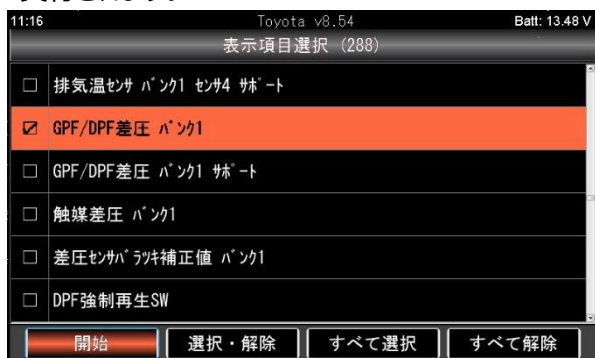 11:16 Toyota v8.54 Batt: 13.48 V
表示項目選択 (288)
排気温ｾﾝｻ ﾊﾞﾝｸ1 ｾﾝｻ4 ｻﾎﾟｰﾄ
GPF/DPF差圧 ﾊﾞﾝｸ1
GPF/DPF差圧 ﾊﾞﾝｸ1 ｻﾎﾟｰﾄ
触媒差圧 ﾊﾞﾝｸ1
差圧ｾﾝｻﾊﾞﾗﾂｷ補正値 ﾊﾞﾝｸ1
DPF強制再生SW
開始 選択・解除 すべて選択 すべて解除